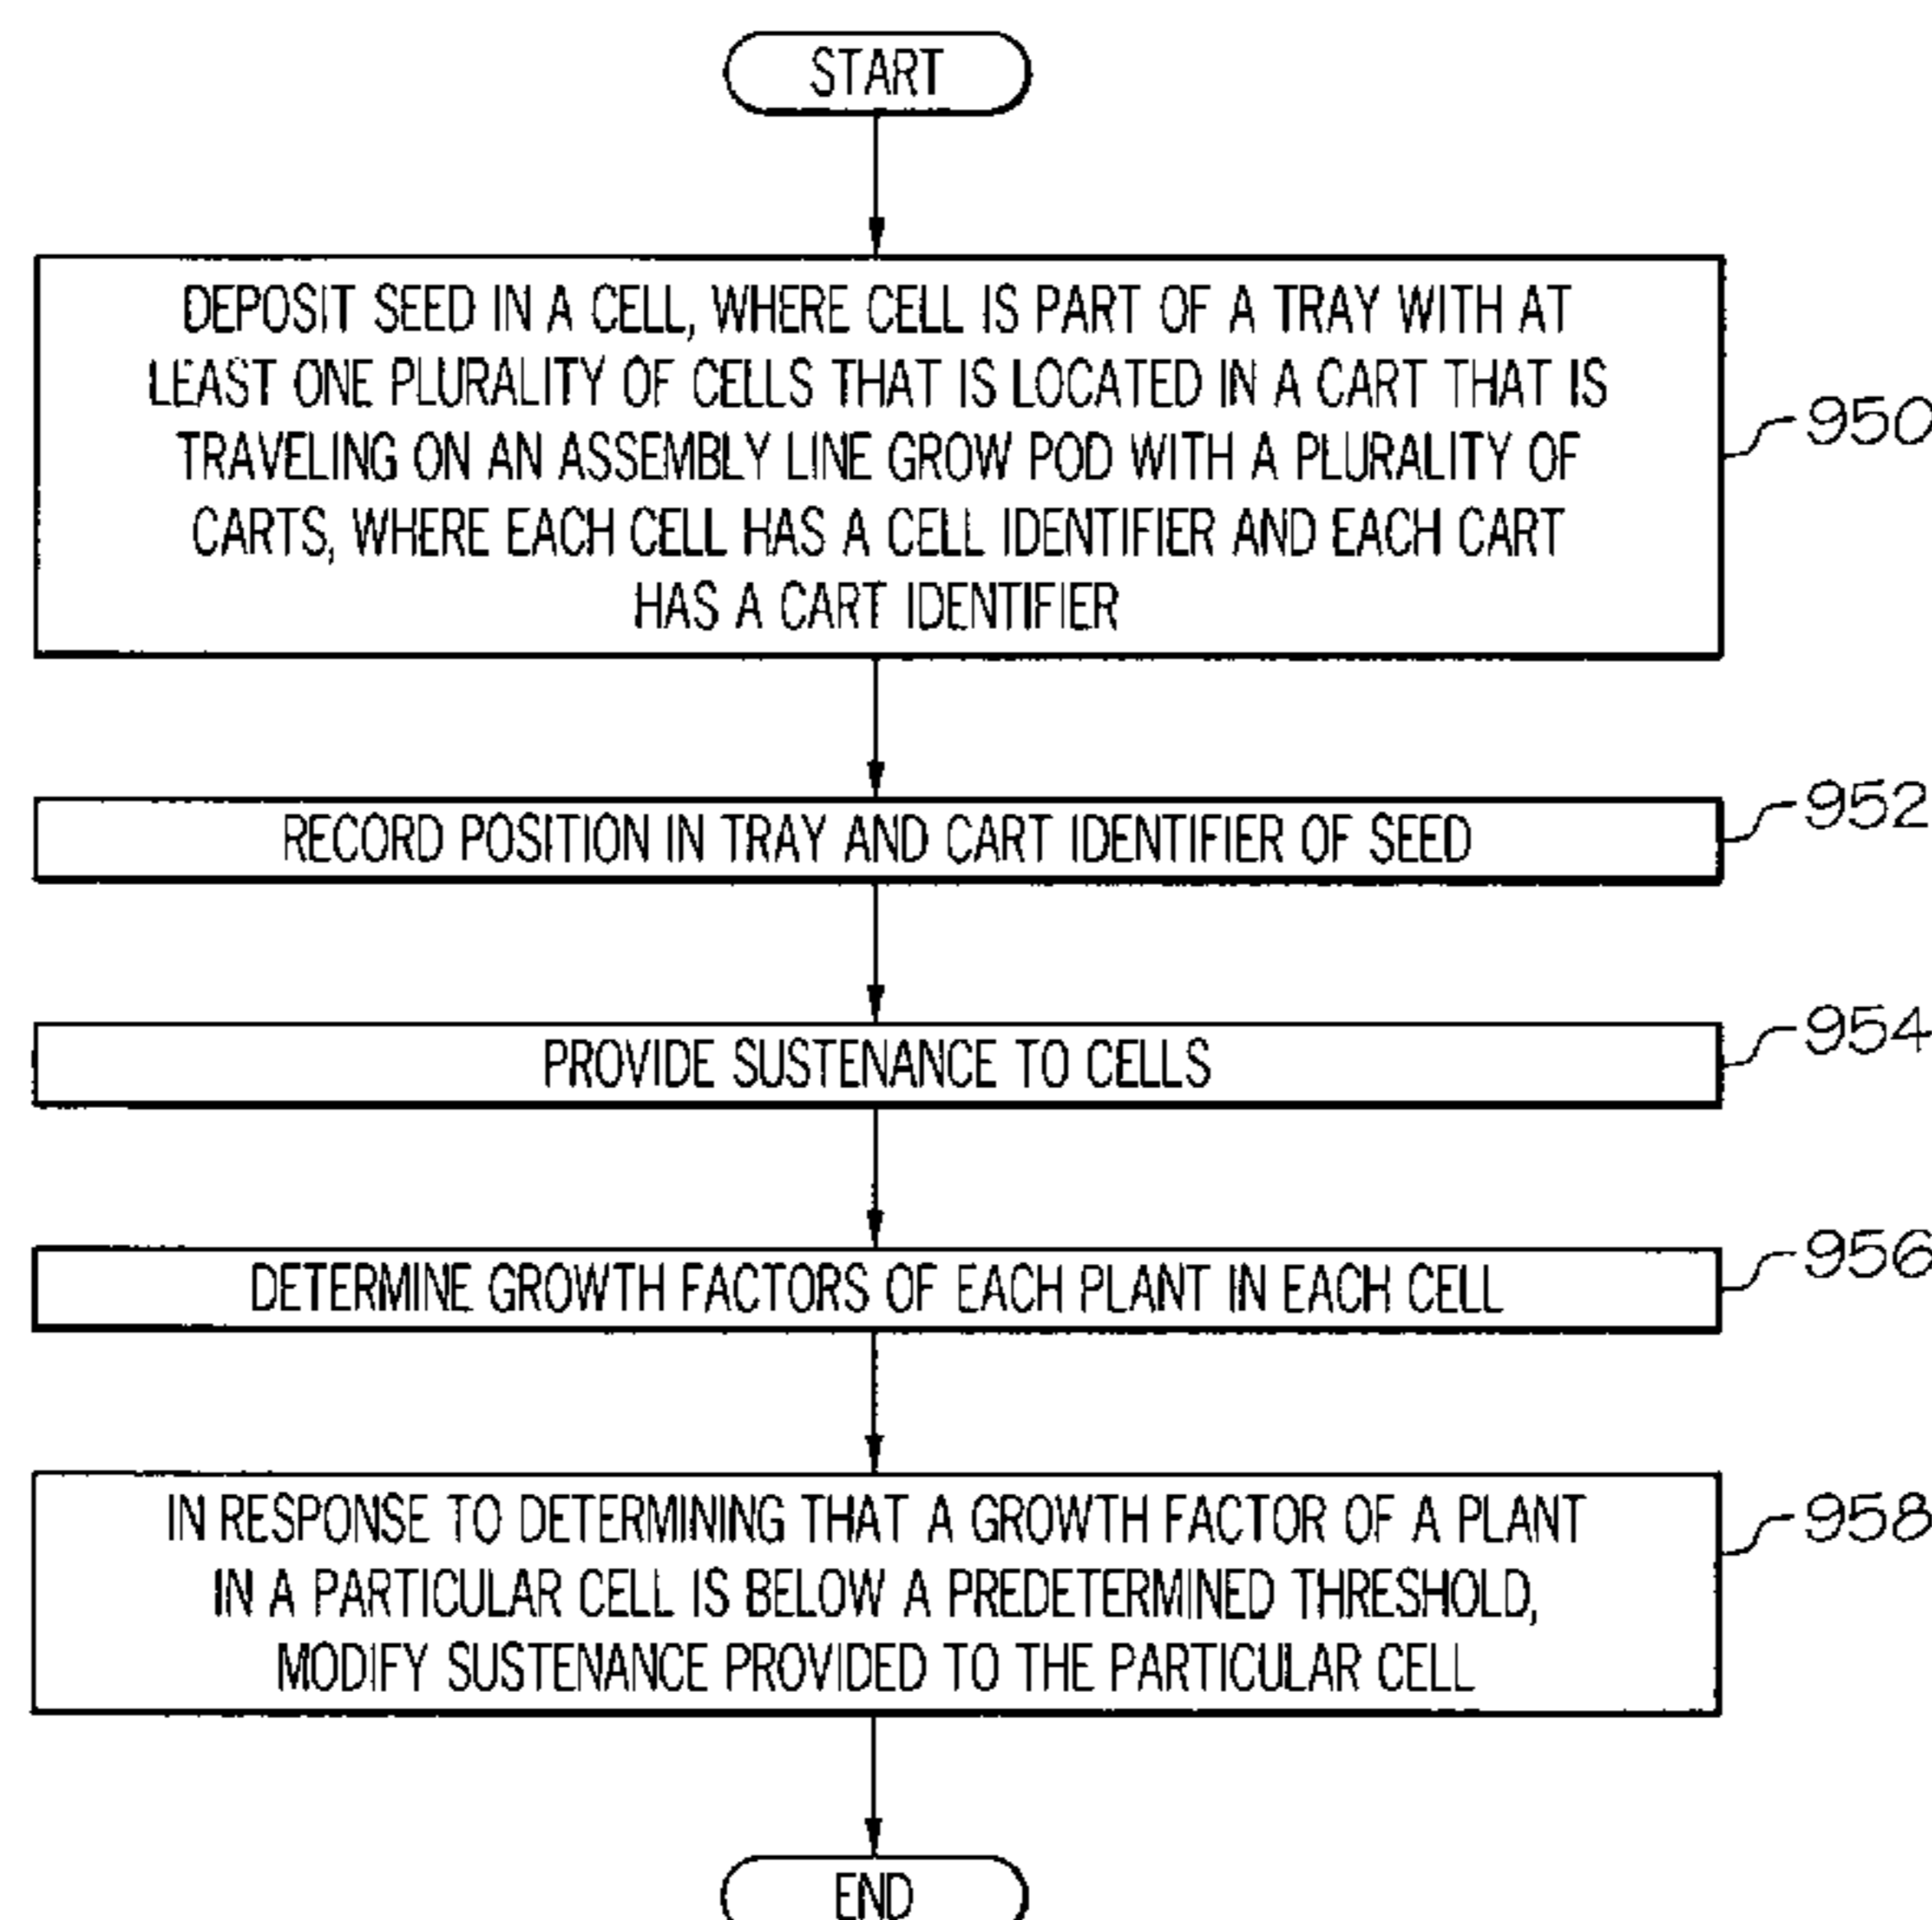 START
DEPOSIT SEED IN A CELL, WHERE CELL IS PART OF A TRAY WITH AT
LEAST ONE PLURALITY OF CELLS THAT IS LOCATED IN A CART THAT IS
TRAVELING ON AN ASSEMBLY LINE GROW POD WITH A PLURALITY OF
CARTS, WHERE EACH CELL HAS A CELL IDENTIFIER AND EACH CART
HAS A CART IDENTIFIER
950
RECORD POSITION IN TRAY AND CART IDENTIFIER OF SEED
952
PROVIDE SUSTENANCE TO CELLS
954
DETERMINE GROWTH FACTORS OF EACH PLANT IN EACH CELL
956
IN RESPONSE TO DETERMINING THAT A GROWTH FACTOR OF A PLANT
IN A PARTICULAR CELL IS BELOW A PREDETERMINED THRESHOLD,
MODIFY SUSTENANCE PROVIDED TO THE PARTICULAR CELL
958
END